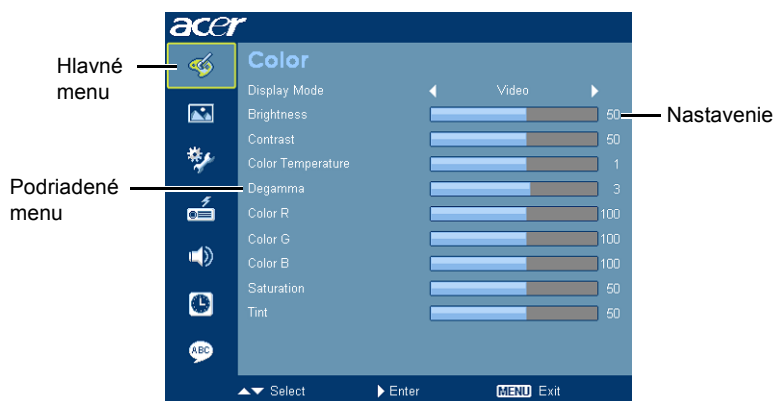 acer
Hlavné
menu
Color
Display Mode Video
Brightness 50
Nastavenie
Contrast 50
Color Temperature 1
Podriadené
menu
Degamma 3
Color R 100
Color G 100
Color B 100
Saturation 50
Tint 50
ABC
Select Enter MENU Exit